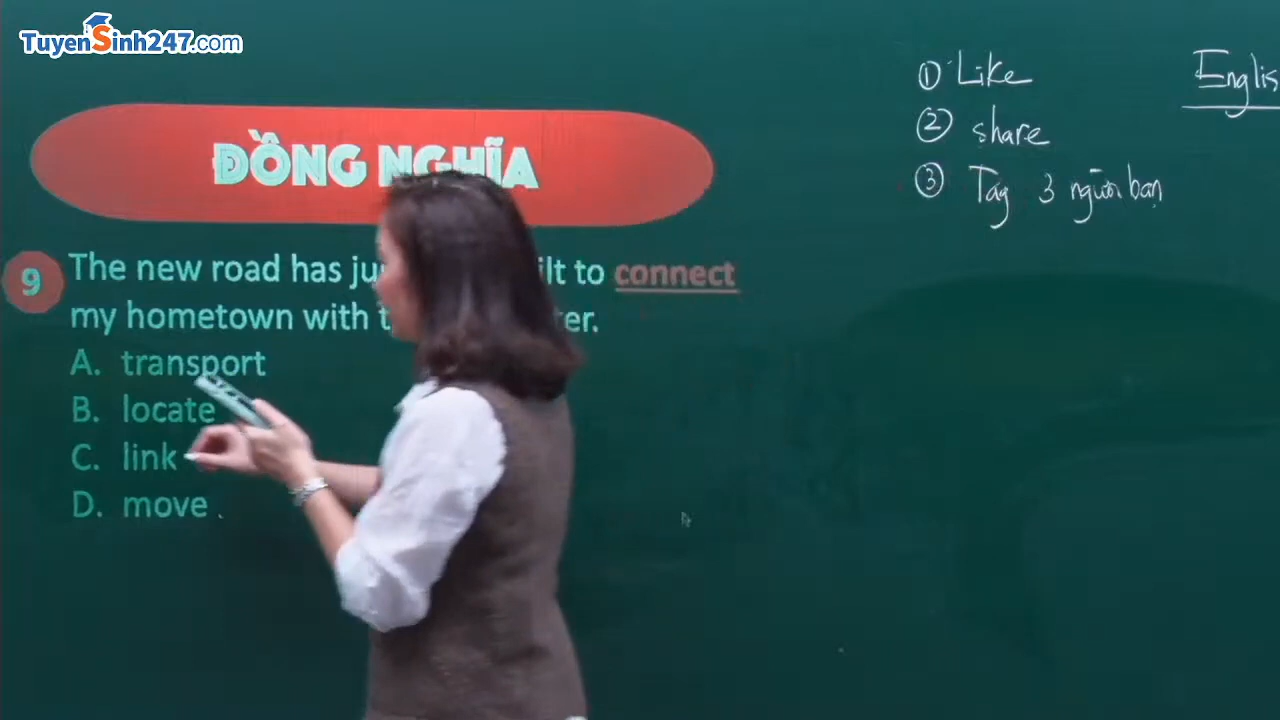 TuyenSinh247.com
① Like
Englis
② share
③ Tag 3 người bạn
ĐỒNG NGHĨA
9
The new road has ju ilt to connect
my hometown with t ter.
A. transport
B. locate
C. link
D. move